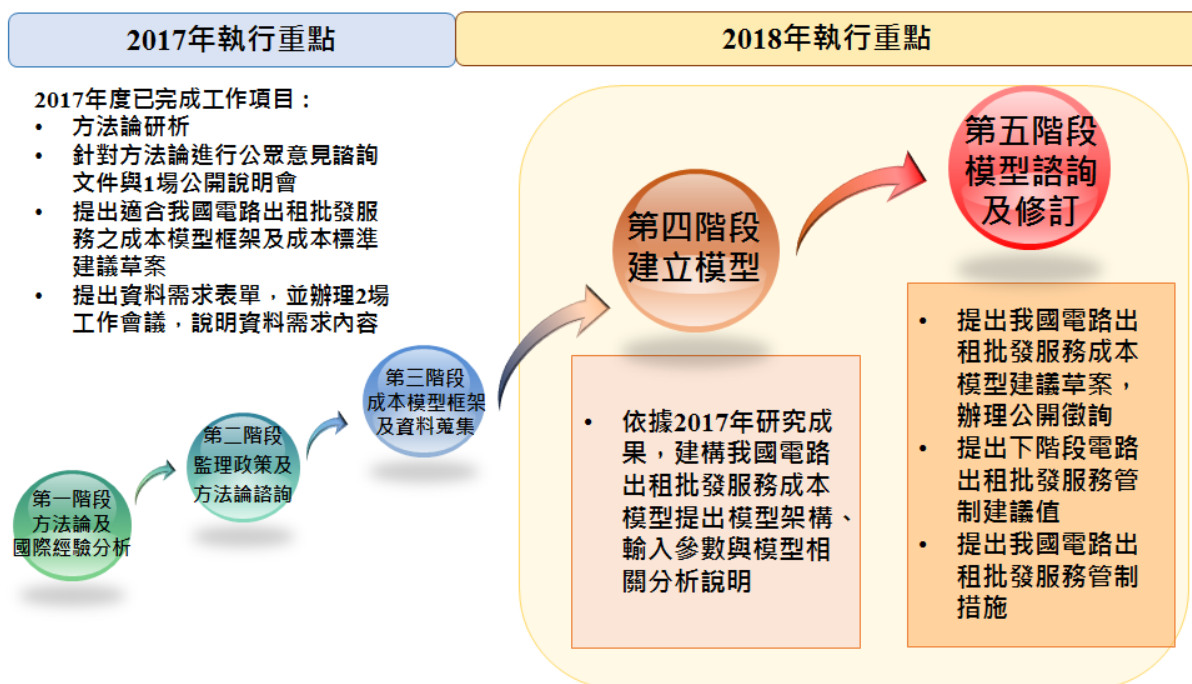 2017年執行重點
2018年執行重點
2017年度已完成工作項目：
• 方法論研析
• 針對方法論進行公眾意見諮詢
文件與1場公開說明會
• 提出適合我國電路出租批發服
務之成本模型框架及成本標準
建議草案
• 提出資料需求表單，並辦理2場
工作會議，說明資料需求內容
第一階段
方法論及
國際經驗分析
第二階段
監理政策及
方法論諮詢
第三階段
成本模型框架
及資料蒐集
第四階段
建立模型
• 依據2017年研究成
果，建構我國電路
出租批發服務成本
模型提出模型架構、
輸入參數與模型相
關分析說明
第五階段
模型諮詢
及修訂
• 提出我國電路出
租批發服務成本
模型建議草案，
辦理公開徵詢
• 提出下階段電路
出租批發服務管
制建議值
• 提出我國電路出
租批發服務管制
措施